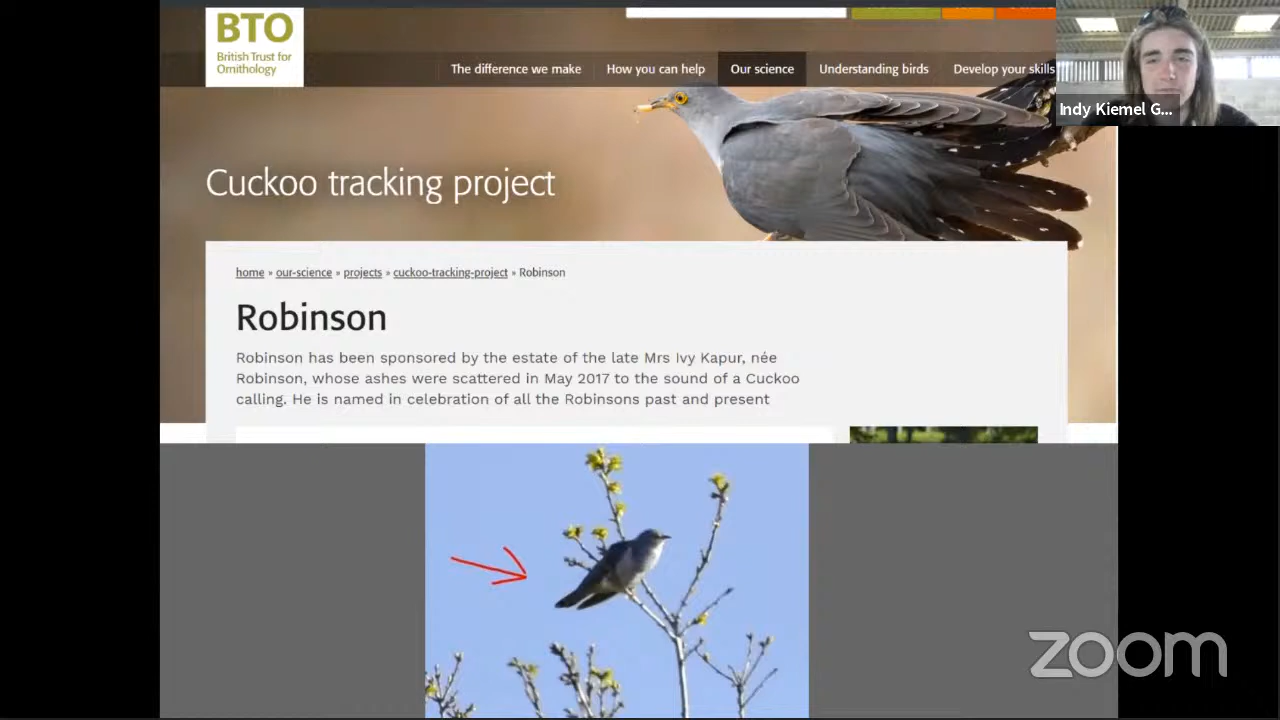 BTO
British Trust for
Ornithology
The difference we make
How you can help
Our science
Understanding birds
Develop your skills
Indy Kiemel G...
Cuckoo tracking project
home » our-science » projects » cuckoo-tracking-project » Robinson
Robinson
Robinson has been sponsored by the estate of the late Mrs Ivy Kapur, née
Robinson, whose ashes were scattered in May 2017 to the sound of a Cuckoo
calling. He is named in celebration of all the Robinsons past and present
zoom